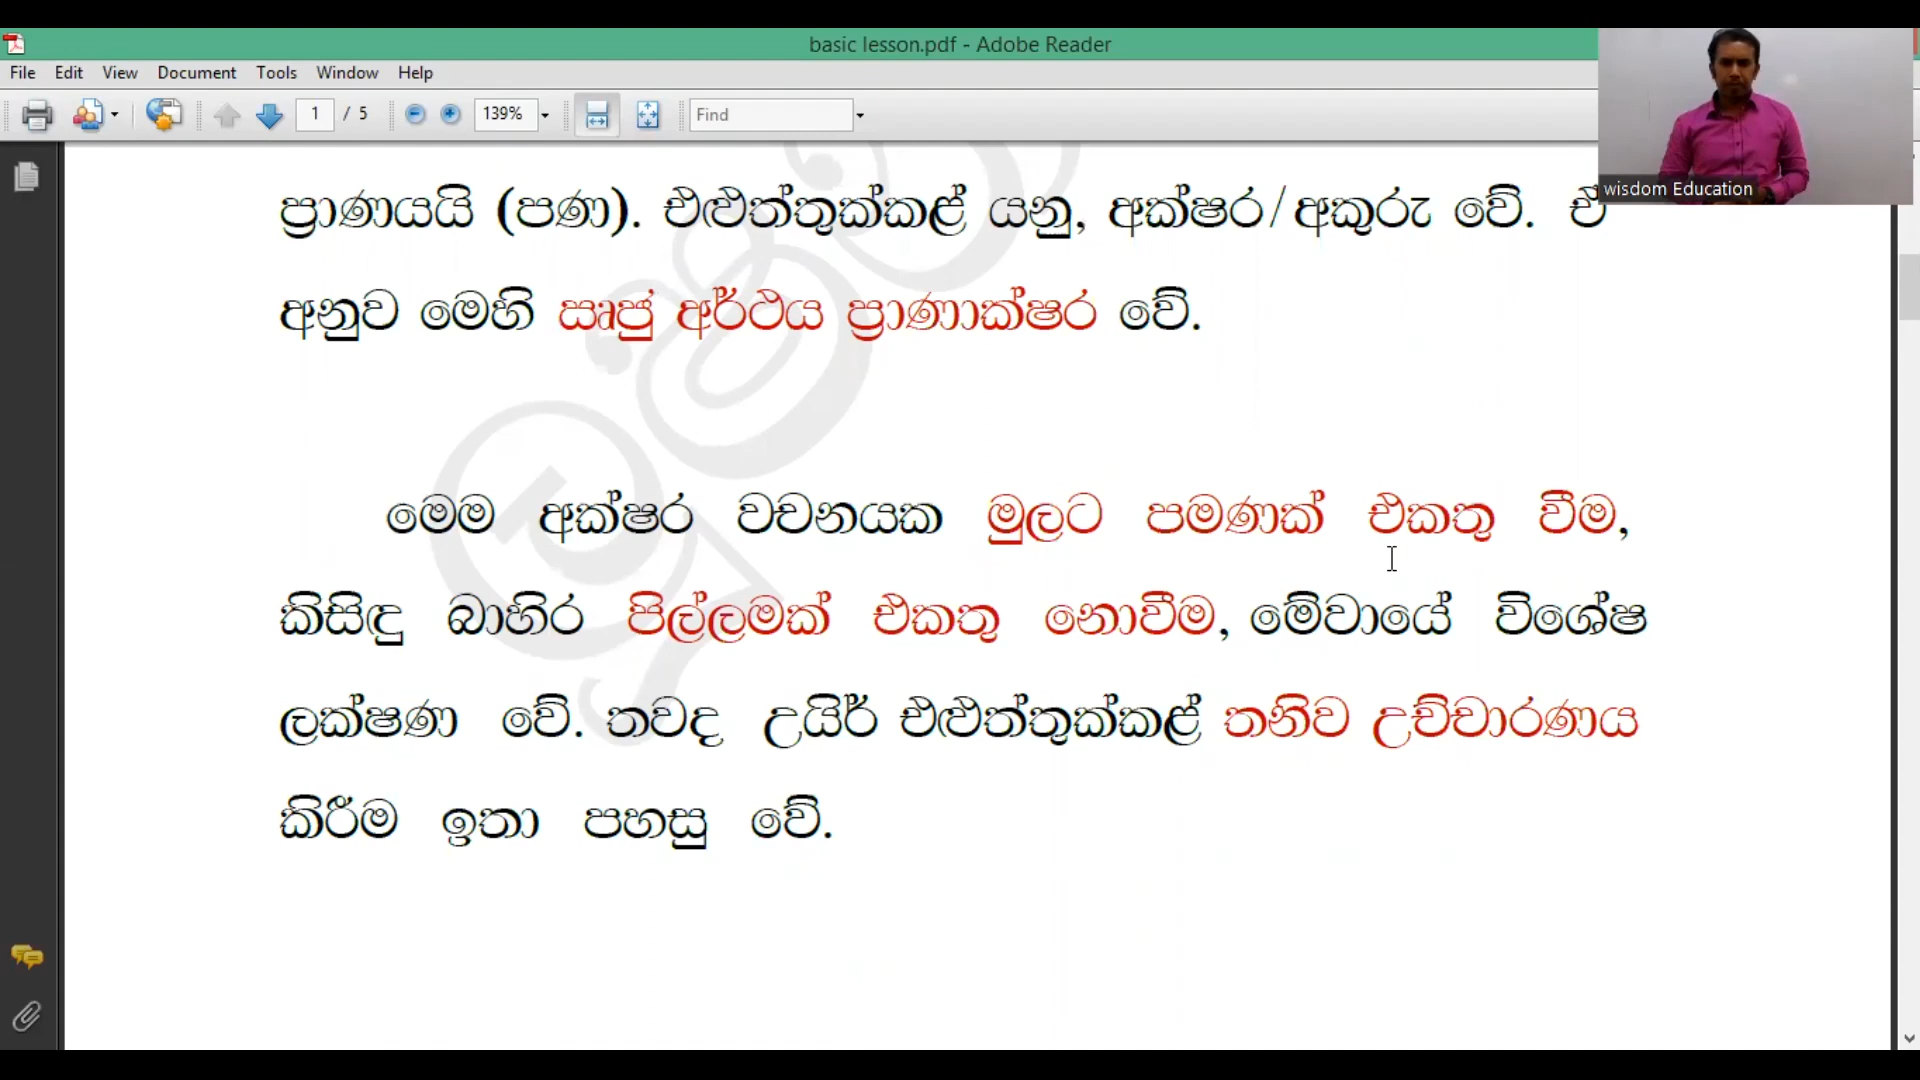 basic lesson.pdf - Adobe Reader
File Edit View Document Tools Window Help
1 / 5 139% Find
wisdom Education
ප්‍රාණයයි (පණ). එළුත්තුක්කළ් යනු, අක්ෂර/අකුරු වේ. ඒ
අනුව මෙහි සෘජු අර්ථය ප්‍රාණාක්ෂර වේ.
මෙම අක්ෂර වචනයක මුලට පමණක් එකතු වීම,
කිසිඳු බාහිර පිල්ලමක් එකතු නොවීම, මේවායේ විශේෂ
ලක්ෂණ වේ. තවද උයිර් එළුත්තුක්කළ් තනිව උච්චාරණය
කිරීම ඉතා පහසු වේ.